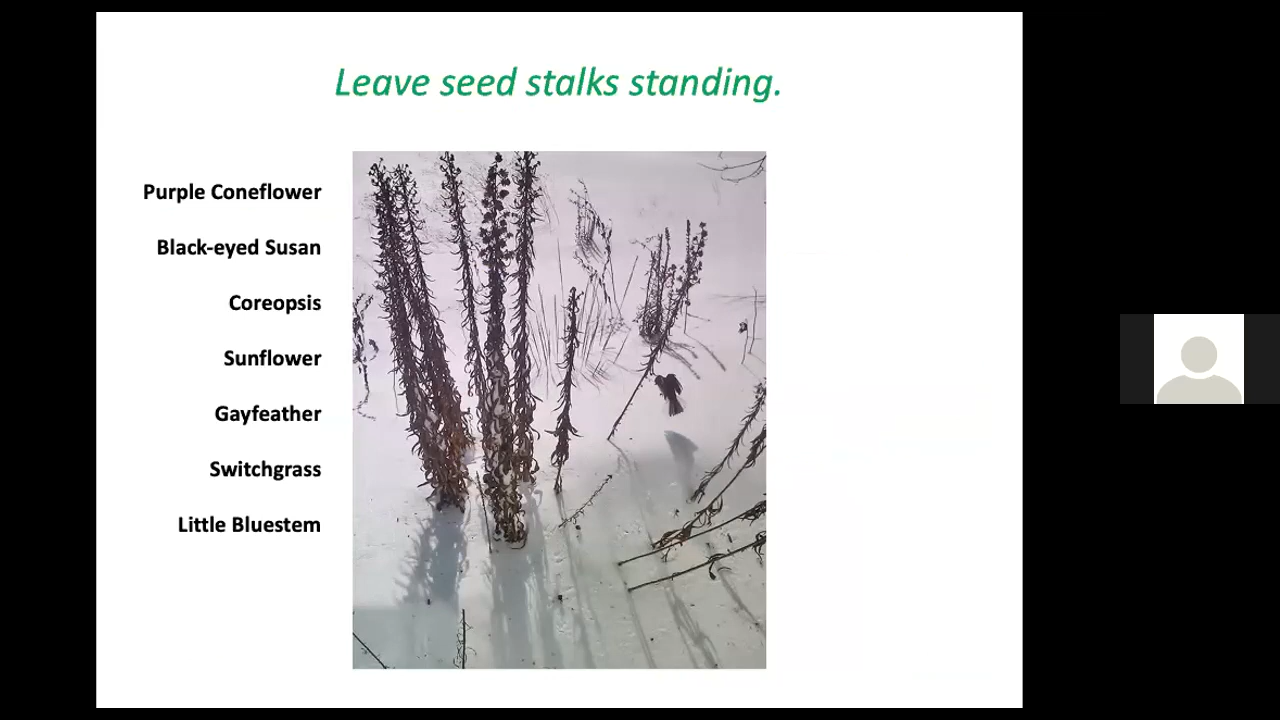 Leave seed stalks standing.
Purple Coneflower
Black-eyed Susan
Coreopsis
Sunflower
Gayfeather
Switchgrass
Little Bluestem